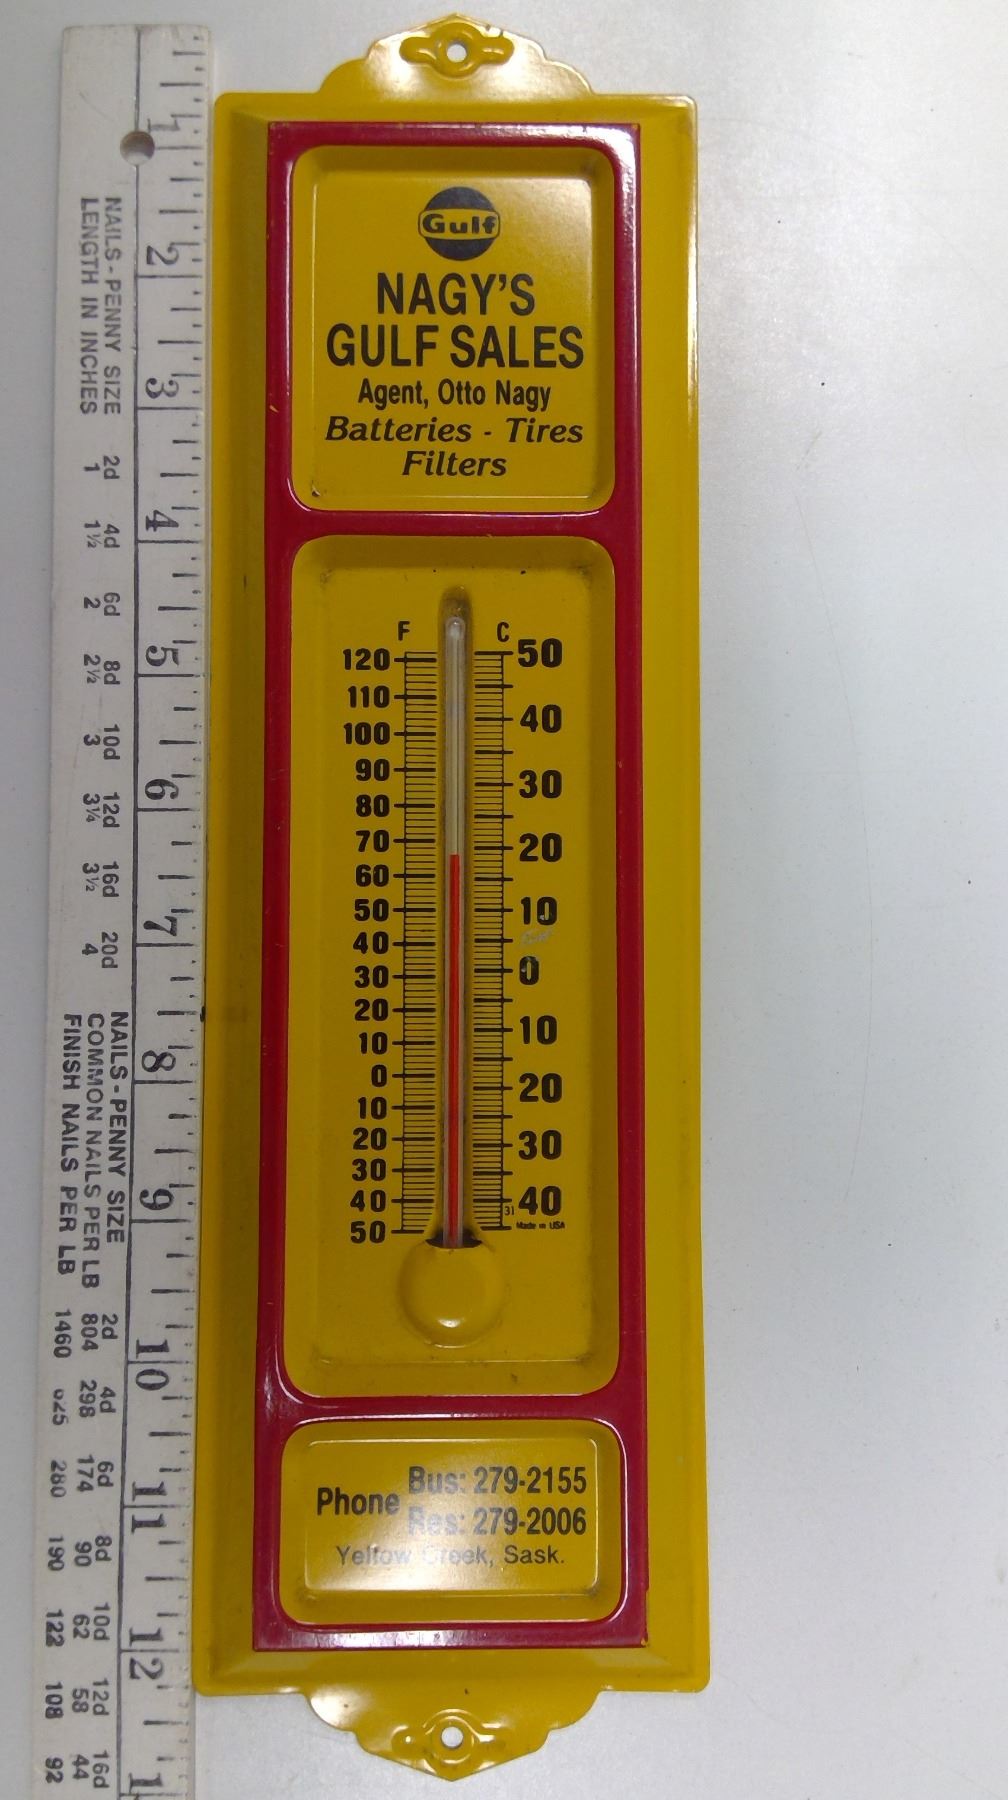 Gulf
NAGY'S
GULF SALES
Agent, Otto Nagy
Batteries - Tires
Filters
F C
120 50
110
100 40
90
80 30
70 20
60
50 10
40
30 0
20
10 10
0
10 20
20
30 30
40 40
50
31
Made in USA
Phone
Bus: 279-2155
Res: 279-2006
Yellow Creek, Sask.
1
2
3
4
5
6
7
8
9
10
11
12
1
NAILS-PENNY SIZE 2d 4d 6d 8d 10d 12d 16d 20d
LENGTH IN INCHES 1 1½ 2 2½ 3 3¼ 3½ 4
NAILS-PENNY SIZE 2d 4d 6d 8d 10d 12d 16d
COMMON NAILS PER LB 804 298 174 90 62 58 44
FINISH NAILS PER LB 1460 625 280 190 122 108 92